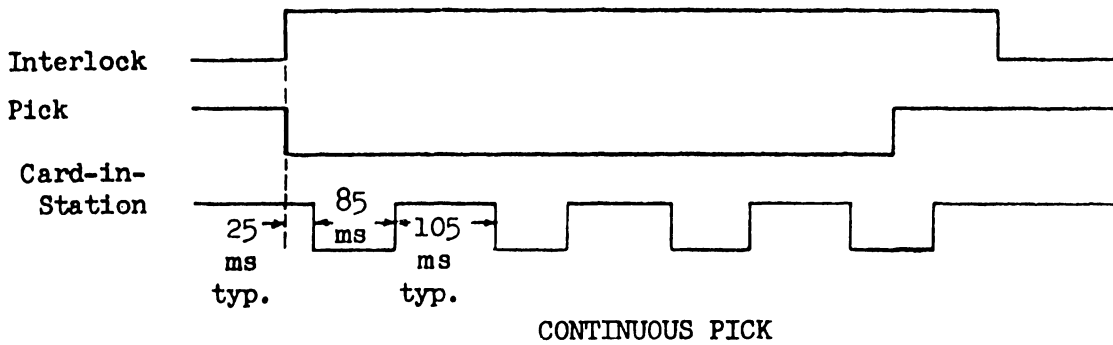 Interlock
Pick
Card-in-
Station
25
ms
typ.
85
ms
105
ms
typ.
CONTINUOUS PICK